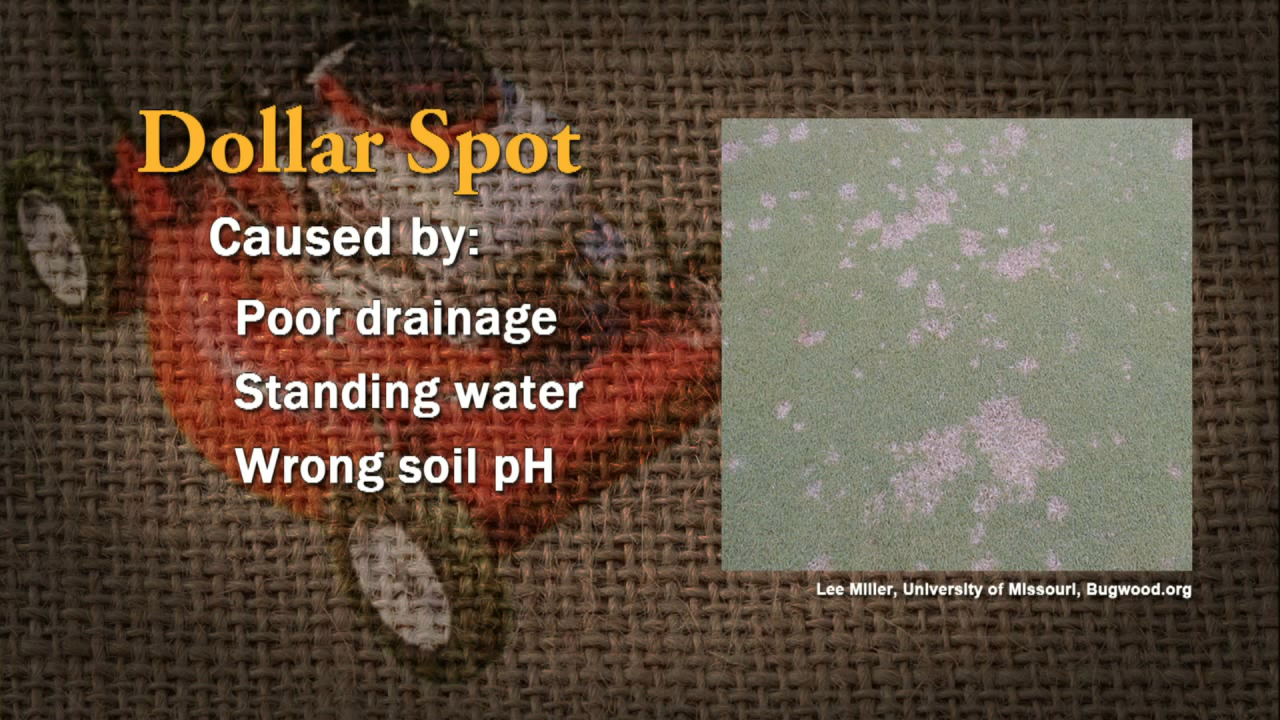 Dollar Spot
Caused by:
Poor drainage
Standing water
Wrong soil pH
Lee Miller, University of Missouri, Bugwood.org